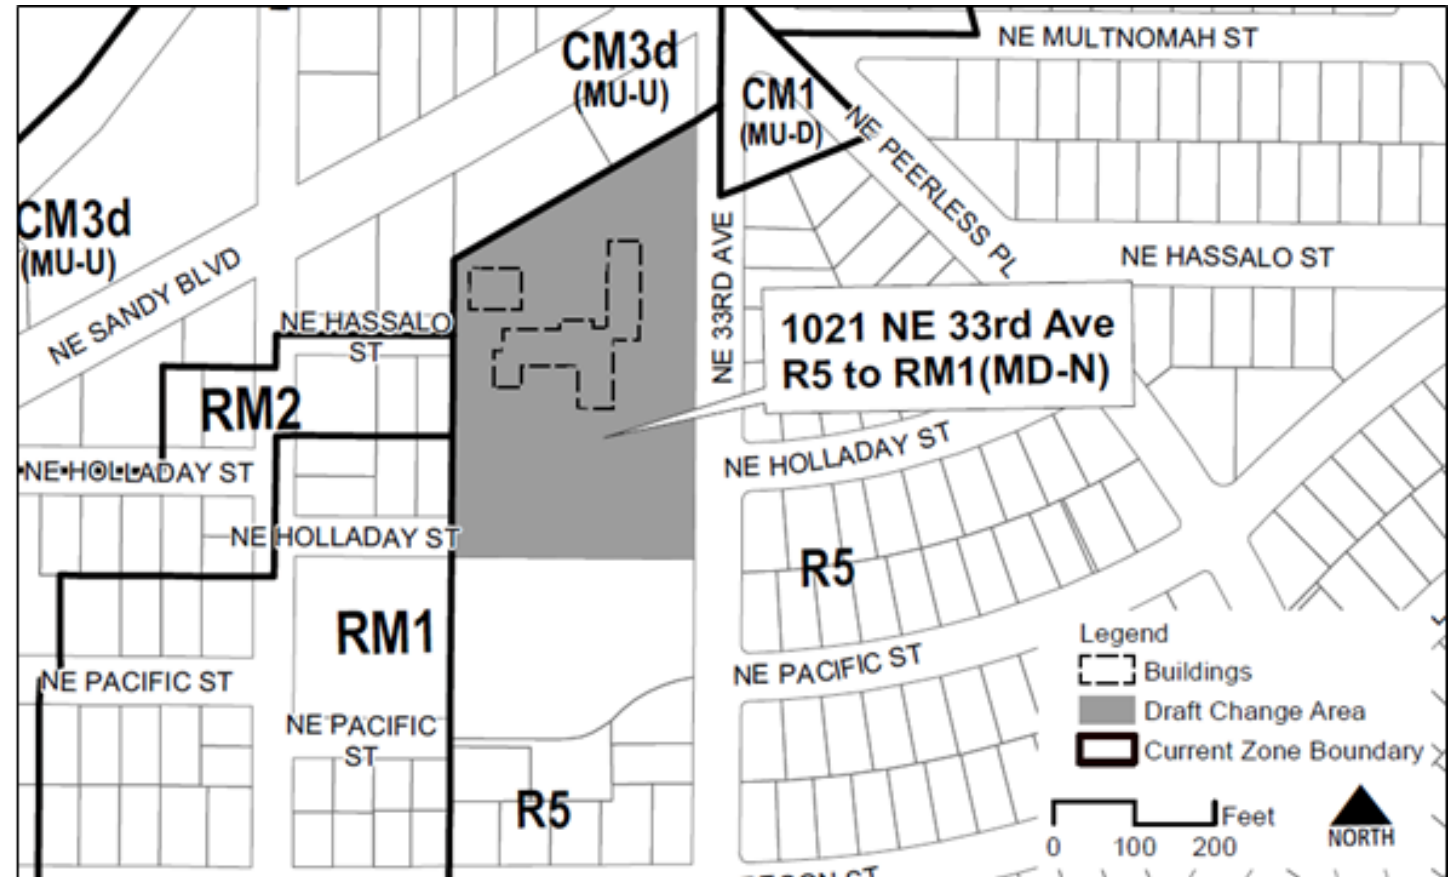 NE MULTNOMAH ST
CM3d
(MU-U)
CM1
(MU-D)
NE PEERLESS PL
CM3d
(MU-U)
NE SANDY BLVD
NE 33RD AVE
NE HASSALO ST
NE HASSALO
ST
1021 NE 33rd Ave
R5 to RM1(MD-N)
RM2
NE HOLLADAY ST
NE HOLLADAY ST
NE HOLLADAY ST
R5
RM1
NE PACIFIC ST
NE PACIFIC ST
NE PACIFIC
ST
R5
Legend
Buildings
Draft Change Area
Current Zone Boundary
Feet
0 100 200
NORTH